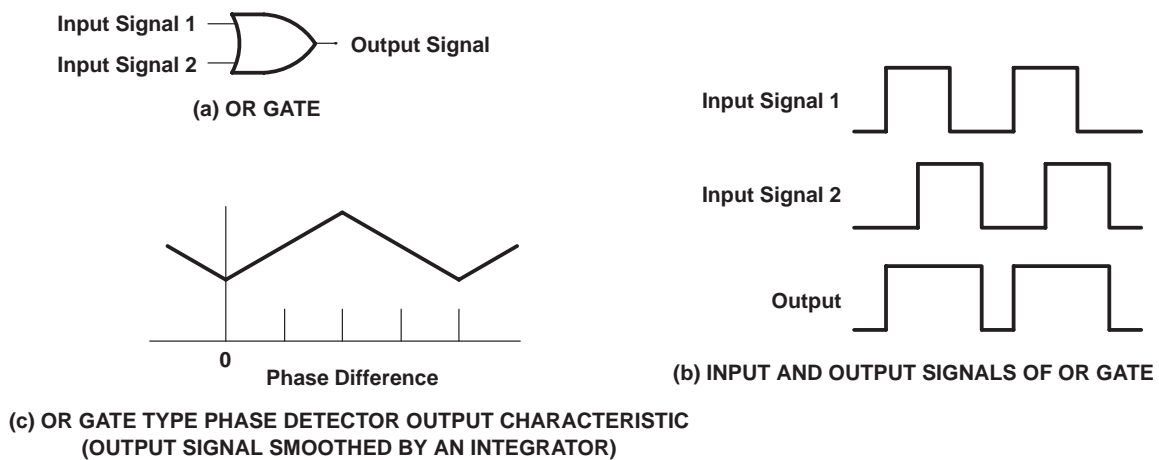 Input Signal 1
Input Signal 2
Output Signal
(a) OR GATE
Input Signal 1
Input Signal 2
Output
(b) INPUT AND OUTPUT SIGNALS OF OR GATE
0
Phase Difference
(c) OR GATE TYPE PHASE DETECTOR OUTPUT CHARACTERISTIC
(OUTPUT SIGNAL SMOOTHED BY AN INTEGRATOR)